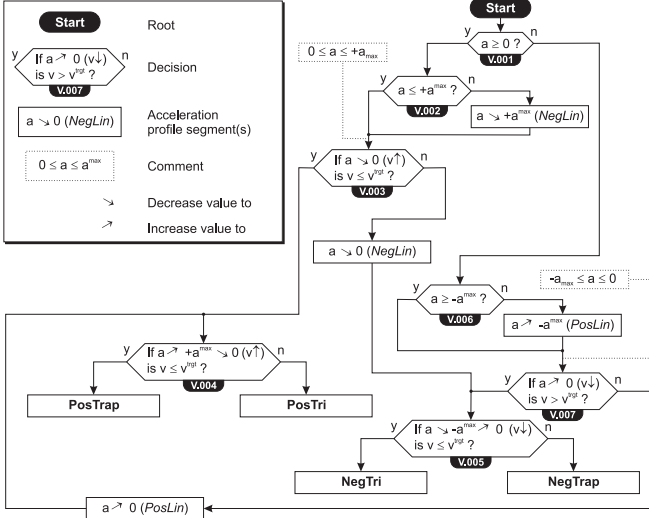 Start
Root
y
n
If a ↗ 0 (v↓)
is v > v^trgt ?
V.007
Decision
a ↘ 0 (NegLin)
Acceleration
profile segment(s)
0 ≤ a ≤ a^max
Comment
↘
Decrease value to
↗
Increase value to
Start
a ≥ 0 ?
V.001
y
n
0 ≤ a ≤ +a_max
y
n
a ≤ +a^max ?
V.002
a ↘ +a^max (NegLin)
y
n
If a ↘ 0 (v↑)
is v ≤ v^trgt ?
V.003
a ↘ 0 (NegLin)
y
n
a ≥ -a^max ?
V.006
-a_max ≤ a ≤ 0
a ↗ -a^max (PosLin)
y
n
If a ↗ +a^max ↘ 0 (v↑)
is v ≤ v^trgt ?
V.004
PosTrap
PosTri
y
n
If a ↗ 0 (v↓)
is v > v^trgt ?
V.007
y
n
If a ↘ -a^max ↗ 0 (v↓)
is v ≤ v^trgt ?
V.005
NegTri
NegTrap
a ↗ 0 (PosLin)